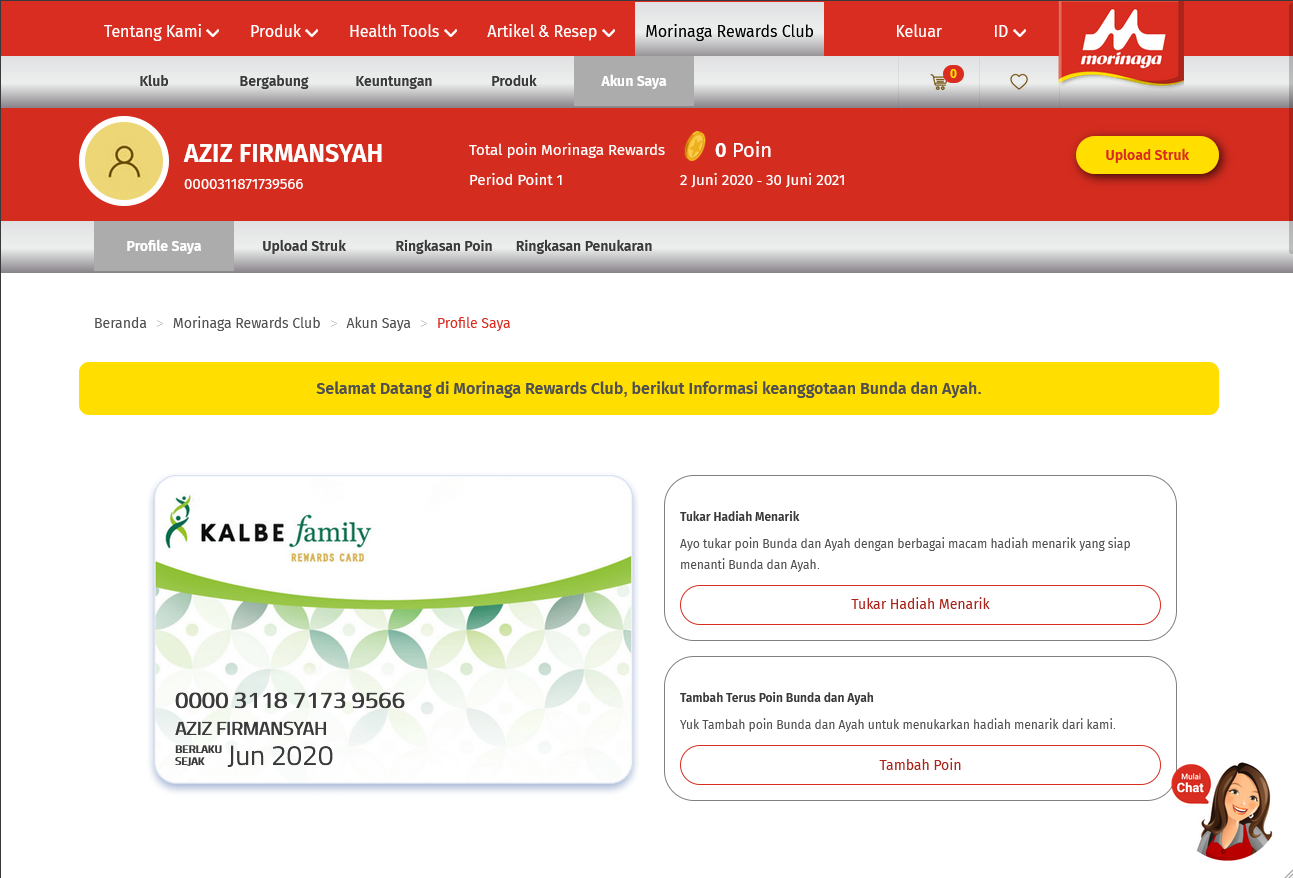 Tentang Kami Produk Health Tools Artikel & Resep Morinaga Rewards Club Keluar ID
morinaga
Klub Bergabung Keuntungan Produk Akun Saya 0
AZIZ FIRMANSYAH
0000311871739566
Total poin Morinaga Rewards 0 Poin
Period Point 1 2 Juni 2020 - 30 Juni 2021
Upload Struk
Profile Saya Upload Struk Ringkasan Poin Ringkasan Penukaran
Beranda > Morinaga Rewards Club > Akun Saya > Profile Saya
Selamat Datang di Morinaga Rewards Club, berikut Informasi keanggotaan Bunda dan Ayah.
KALBE family
REWARDS CARD
0000 3118 7173 9566
AZIZ FIRMANSYAH
BERLAKU
SEJAK
Jun 2020
Tukar Hadiah Menarik
Ayo tukar poin Bunda dan Ayah dengan berbagai macam hadiah menarik yang siap
menanti Bunda dan Ayah.
Tukar Hadiah Menarik
Tambah Terus Poin Bunda dan Ayah
Yuk Tambah poin Bunda dan Ayah untuk menukarkan hadiah menarik dari kami.
Tambah Poin
Mulai
Chat